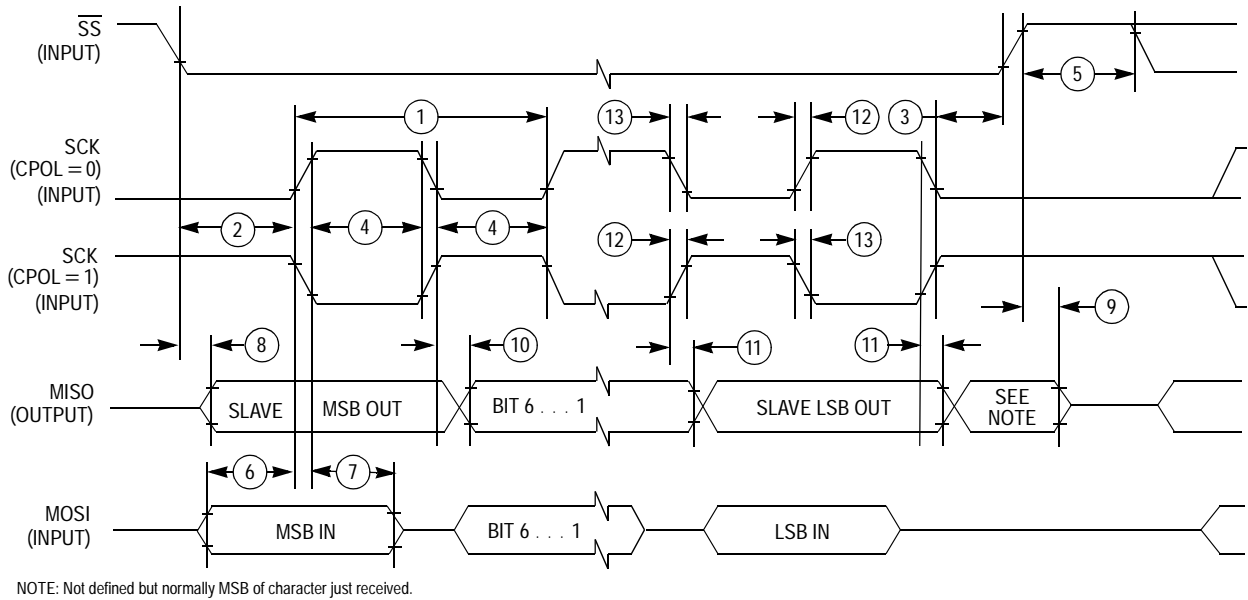 SS
(INPUT)
5
1
13
12
3
SCK
(CPOL = 0)
(INPUT)
2
4
4
12
13
SCK
(CPOL = 1)
(INPUT)
9
8
10
11
11
MISO
(OUTPUT)
SLAVE
MSB OUT
BIT 6 . . . 1
SLAVE LSB OUT
SEE
NOTE
6
7
MOSI
(INPUT)
MSB IN
BIT 6 . . . 1
LSB IN
NOTE: Not defined but normally MSB of character just received.